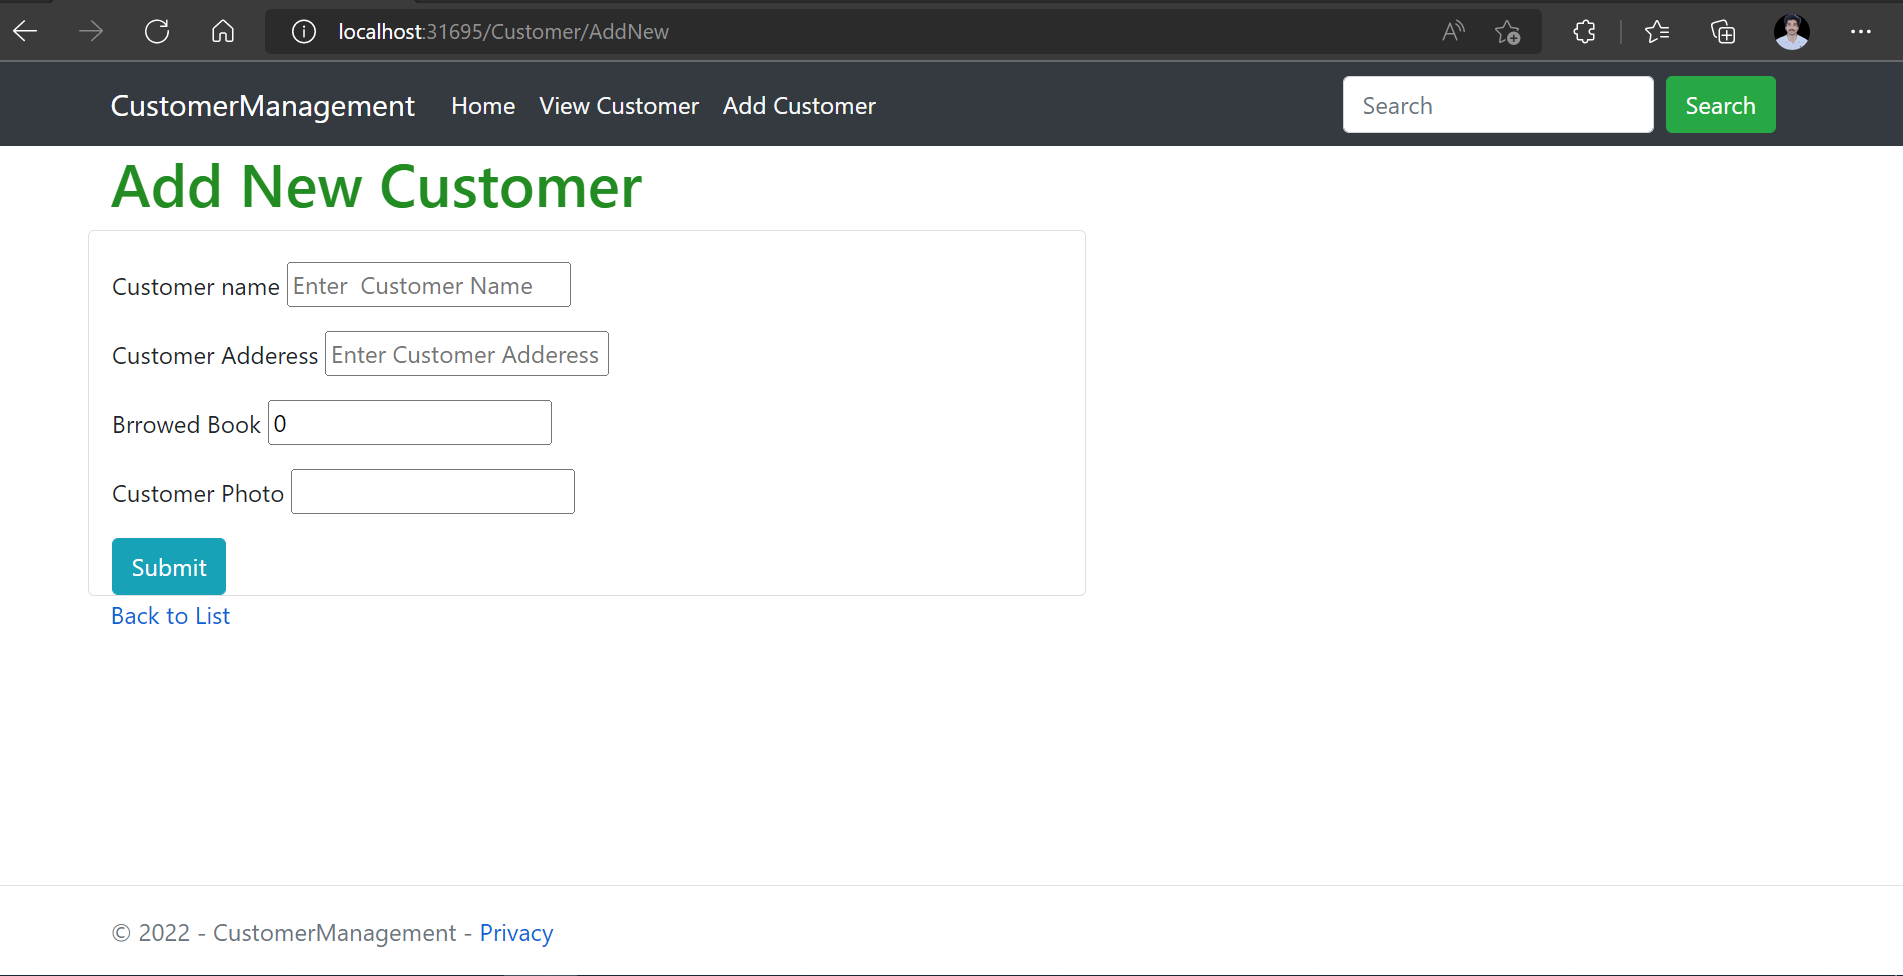 localhost:31695/Customer/AddNew
CustomerManagement Home View Customer Add Customer Search Search
Add New Customer
Customer name Enter  Customer Name
Customer Adderess Enter Customer Adderess
Brrowed Book 0
Customer Photo
Submit
Back to List
© 2022 - CustomerManagement - Privacy